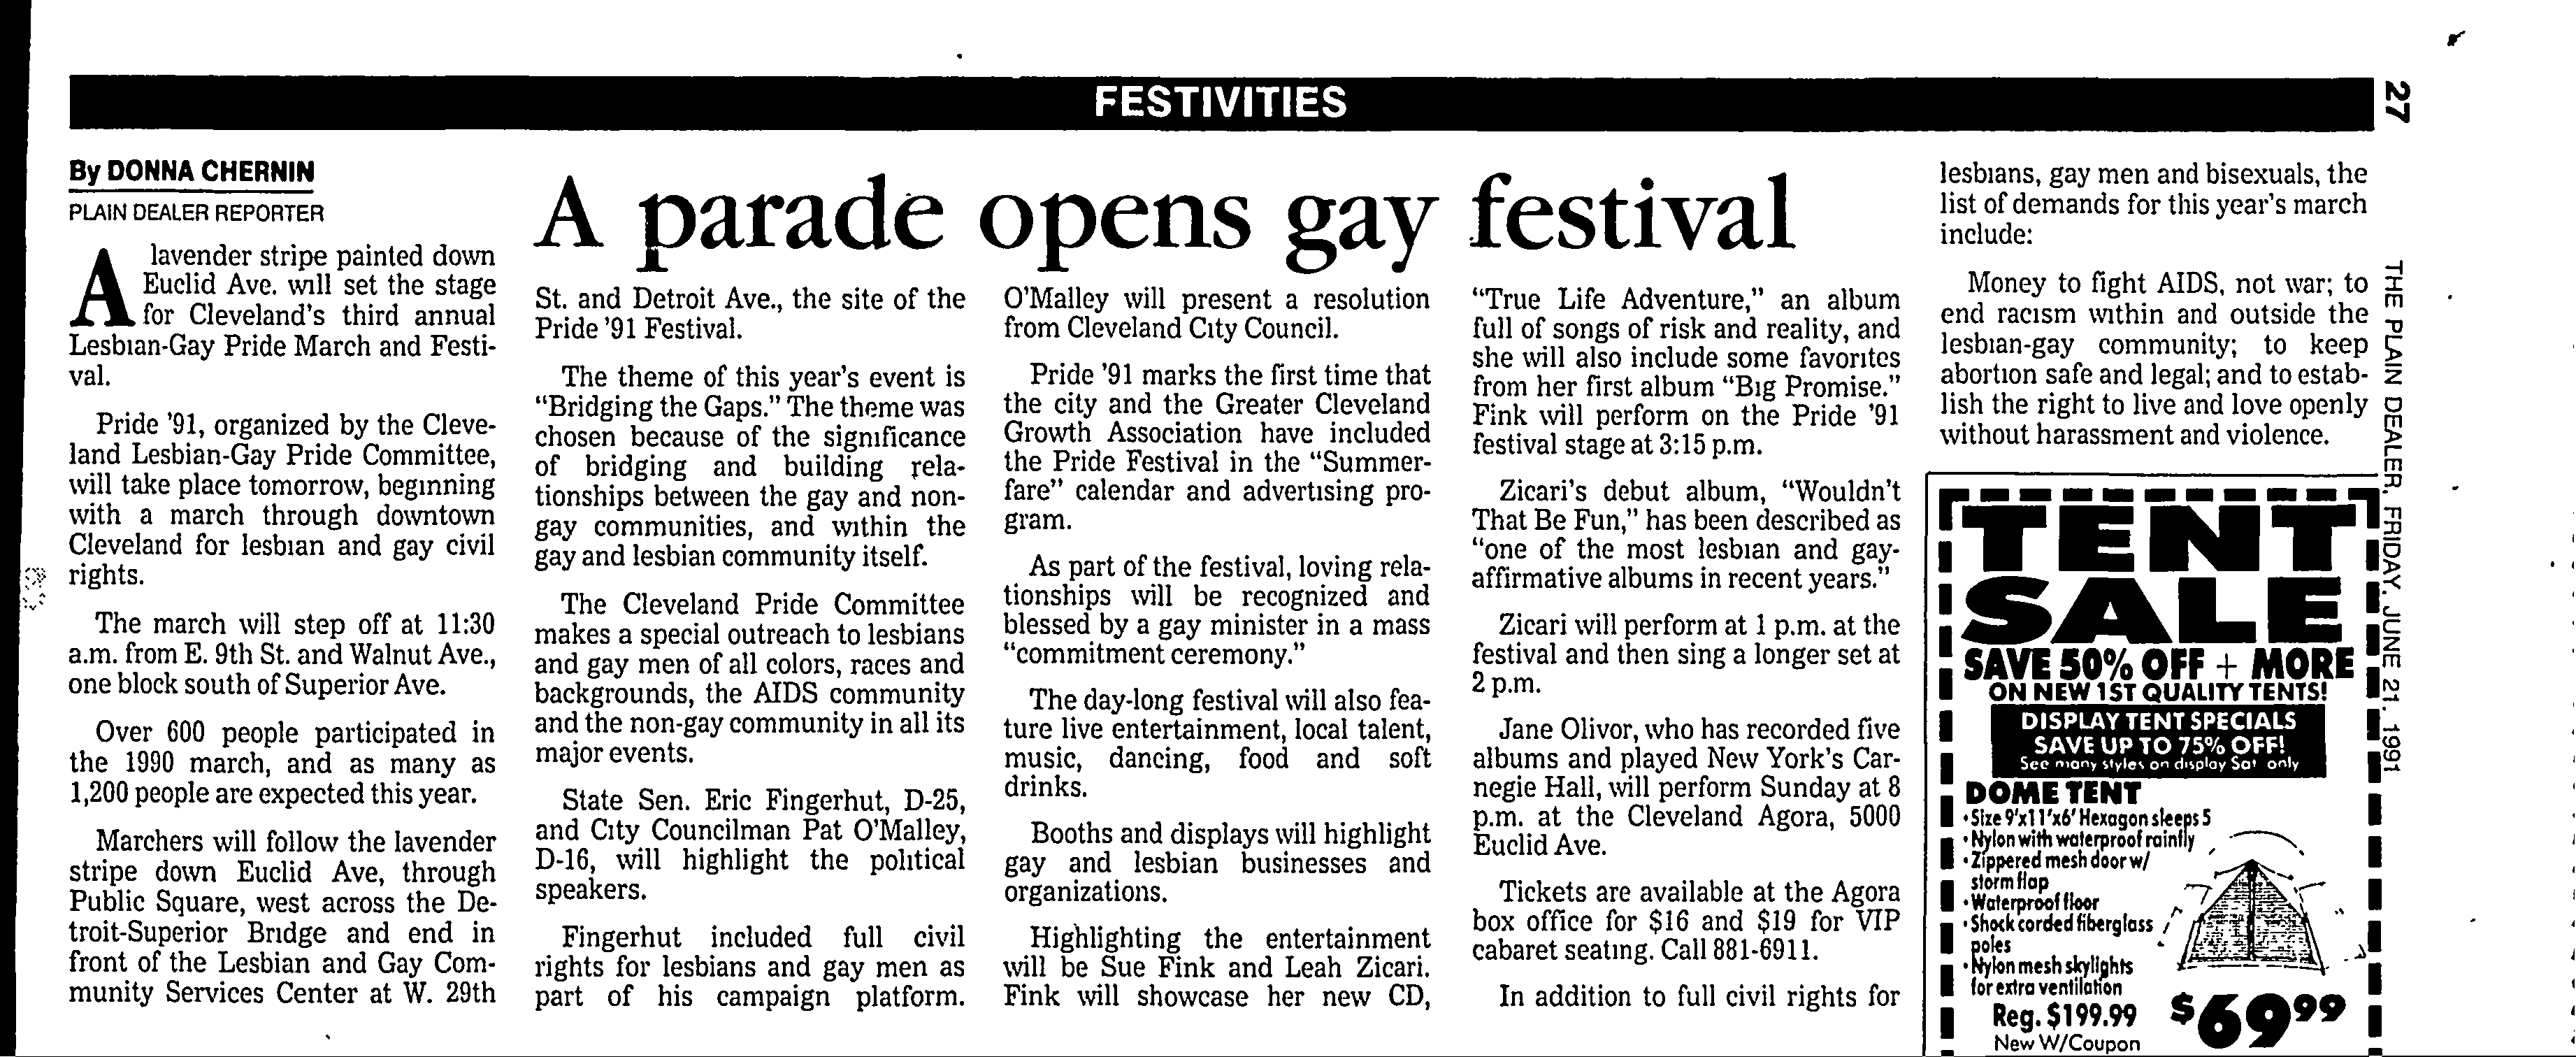 FESTIVITIES
27
By DONNA CHERNIN
PLAIN DEALER REPORTER
A parade opens gay festival
A lavender stripe painted down
Euclid Ave. will set the stage
for Cleveland's third annual
Lesbian-Gay Pride March and Festi-
val.
Pride '91, organized by the Cleve-
land Lesbian-Gay Pride Committee,
will take place tomorrow, beginning
with a march through downtown
Cleveland for lesbian and gay civil
rights.
The march will step off at 11:30
a.m. from E. 9th St. and Walnut Ave.,
one block south of Superior Ave.
Over 600 people participated in
the 1990 march, and as many as
1,200 people are expected this year.
Marchers will follow the lavender
stripe down Euclid Ave, through
Public Square, west across the De-
troit-Superior Bridge and end in
front of the Lesbian and Gay Com-
munity Services Center at W. 29th
St. and Detroit Ave., the site of the
Pride '91 Festival.
The theme of this year's event is
"Bridging the Gaps." The theme was
chosen because of the significance
of bridging and building rela-
tionships between the gay and non-
gay communities, and within the
gay and lesbian community itself.
The Cleveland Pride Committee
makes a special outreach to lesbians
and gay men of all colors, races and
backgrounds, the AIDS community
and the non-gay community in all its
major events.
State Sen. Eric Fingerhut, D-25,
and City Councilman Pat O'Malley,
D-16, will highlight the political
speakers.
Fingerhut included full civil
rights for lesbians and gay men as
part of his campaign platform.
O'Malley will present a resolution
from Cleveland City Council.
Pride '91 marks the first time that
the city and the Greater Cleveland
Growth Association have included
the Pride Festival in the "Summer-
fare" calendar and advertising pro-
gram.
As part of the festival, loving rela-
tionships will be recognized and
blessed by a gay minister in a mass
"commitment ceremony."
The day-long festival will also fea-
ture live entertainment, local talent,
music, dancing, food and soft
drinks.
Booths and displays will highlight
gay and lesbian businesses and
organizations.
Highlighting the entertainment
will be Sue Fink and Leah Zicari.
Fink will showcase her new CD,
"True Life Adventure," an album
full of songs of risk and reality, and
she will also include some favorites
from her first album "Big Promise."
Fink will perform on the Pride '91
festival stage at 3:15 p.m.
Zicari's debut album, "Wouldn't
That Be Fun," has been described as
"one of the most lesbian and gay-
affirmative albums in recent years."
Zicari will perform at 1 p.m. at the
festival and then sing a longer set at
2 p.m.
Jane Olivor, who has recorded five
albums and played New York's Car-
negie Hall, will perform Sunday at 8
p.m. at the Cleveland Agora, 5000
Euclid Ave.
Tickets are available at the Agora
box office for $16 and $19 for VIP
cabaret seating. Call 881-6911.
In addition to full civil rights for
lesbians, gay men and bisexuals, the
list of demands for this year's march
include:
Money to fight AIDS, not war; to
end racism within and outside the
lesbian-gay community; to keep
abortion safe and legal; and to estab-
lish the right to live and love openly
without harassment and violence.
THE PLAIN DEALER, FRIDAY, JUNE 21, 1991
TENT
SALE
SAVE 50% OFF + MORE
ON NEW 1ST QUALITY TENTS!
DISPLAY TENT SPECIALS
SAVE UP TO 75% OFF!
See many styles on display Sat only
DOME TENT
• Size 9'x11'x6' Hexagon sleeps 5
• Nylon with waterproof rainfly
• Zippered mesh door w/
storm flap
• Waterproof floor
• Shock corded fiberglass
poles
• Nylon mesh skylights
for extra ventilation
Reg. $199.99
New W/Coupon
$69.99